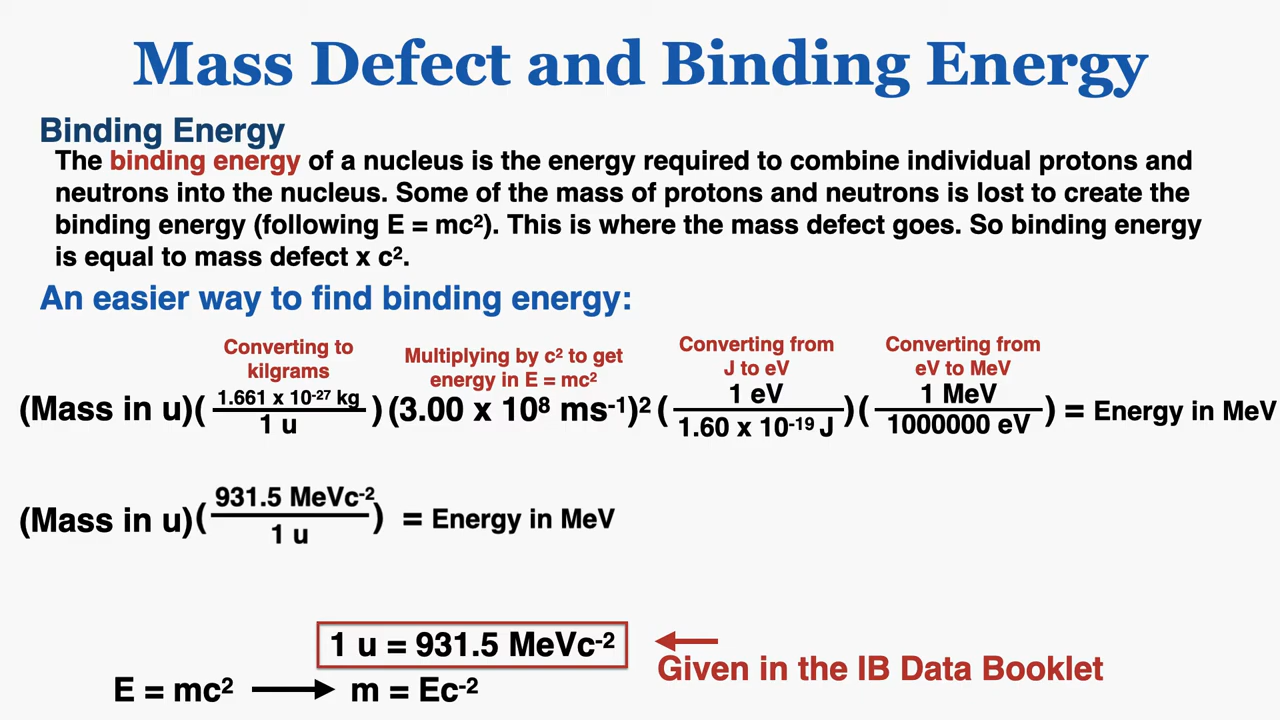 Mass Defect and Binding Energy
Binding Energy
The binding energy of a nucleus is the energy required to combine individual protons and
neutrons into the nucleus. Some of the mass of protons and neutrons is lost to create the
binding energy (following E = mc²). This is where the mass defect goes. So binding energy
is equal to mass defect x c².
An easier way to find binding energy:
Converting to
kilgrams
Multiplying by c² to get
energy in E = mc²
Converting from
J to eV
Converting from
eV to MeV
(Mass in u)(1.661 x 10⁻²⁷ kg / 1 u)(3.00 x 10⁸ ms⁻¹)²(1 eV / 1.60 x 10⁻¹⁹ J)(1 MeV / 1000000 eV) = Energy in MeV
(Mass in u)(931.5 MeVc⁻² / 1 u) = Energy in MeV
1 u = 931.5 MeVc⁻²
Given in the IB Data Booklet
E = mc² → m = Ec⁻²